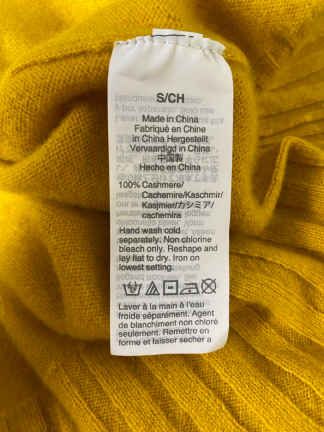 S/CH
Made in China
Fabriqué en Chine
in China Hergestellt
Vervaardigd in China
中国製
Hecho en China
100% Cashmere/
Cachemire/Kaschmir/
Kasjmier/カシミア/
cachemira
Hand wash cold
separately. Non chlorine
bleach only. Reshape and
lay flat to dry. Iron on
lowest setting.
Laver à la main à l'eau
froide séparement. Agent
de blanchiment non chloré
seulement. Remettre en
forme et laisser secher a